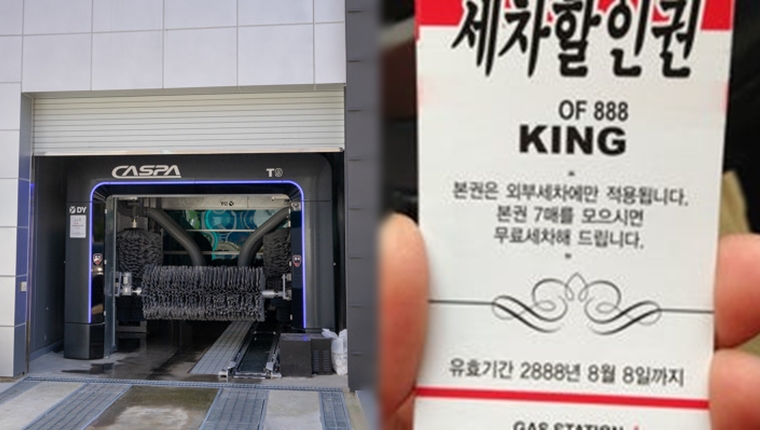 CASPA
T9
DY
세차할인권
OF 888
KING
"
본권은 외부세차에만 적용됩니다.
본권 7매를 모으시면
무료세차해 드립니다.
"
유효기간 2888년 8월 8일까지
GAS STATION